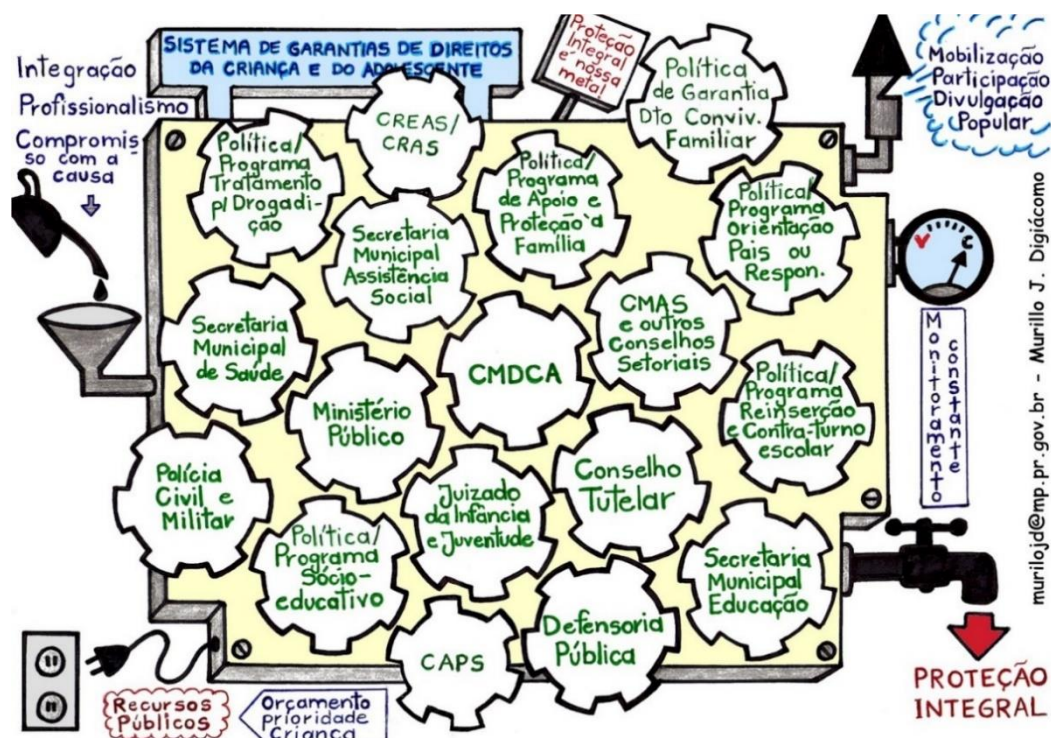 SISTEMA DE GARANTIAS DE DIREITOS
DA CRIANÇA E DO ADOLESCENTE
Proteção
Integral
é nossa
meta!
Integração
Profissionalismo
Compromis
so com a
causa
Mobilização
Participação
Divulgação
Popular
Política/
Programa
Tratamento
p/ Drogadi-
ção
CREAS/
CRAS
Política/
Programa
de Apoio e
Proteção à
Família
Política
de Garantia
Dto Conviv.
Familiar
Política/
Programa
Orientação
Pais ou
Respon.
Secretaria
Municipal
Assistência
Social
Secretaria
Municipal
de Saúde
CMDCA
CMAS
e outros
Conselhos
Setoriais
Política/
Programa
Reinserção
e Contra-turno
escolar
Ministério
Público
Polícia
Civil e
Militar
Juizado
da Infância
e Juventude
Conselho
Tutelar
Política/
Programa
Sócio-
educativo
Secretaria
Municipal
Educação
CAPS
Defensoria
Pública
V C
Monitoramento
constante
Recursos
Públicos
Orçamento
prioridade
Criança
PROTEÇÃO
INTEGRAL
murilojd@mp.pr.gov.br - Murillo J. Digiácomo